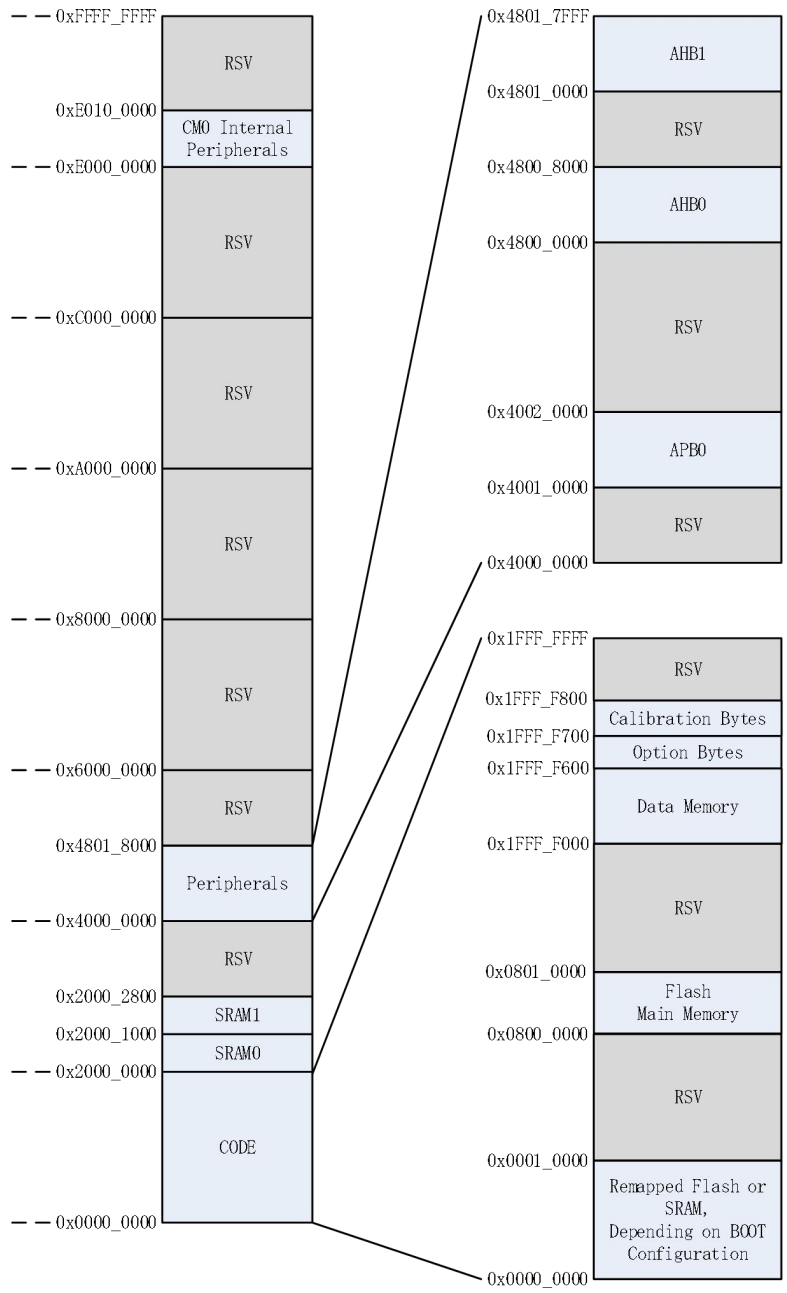 0xFFFF_FFFF
RSV
0xE010_0000
CM0 Internal
Peripherals
0xE000_0000
RSV
0xC000_0000
RSV
0xA000_0000
RSV
0x8000_0000
RSV
0x6000_0000
RSV
0x4801_8000
Peripherals
0x4000_0000
RSV
0x2000_2800
SRAM1
0x2000_1000
SRAM0
0x2000_0000
CODE
0x0000_0000
0x4801_7FFF
AHB1
0x4801_0000
RSV
0x4800_8000
AHB0
0x4800_0000
RSV
0x4002_0000
APB0
0x4001_0000
RSV
0x4000_0000
0x1FFF_FFFF
RSV
0x1FFF_F800
Calibration Bytes
0x1FFF_F700
Option Bytes
0x1FFF_F600
Data Memory
0x1FFF_F000
RSV
0x0801_0000
Flash
Main Memory
0x0800_0000
RSV
0x0001_0000
Remapped Flash or
SRAM,
Depending on BOOT
Configuration
0x0000_0000